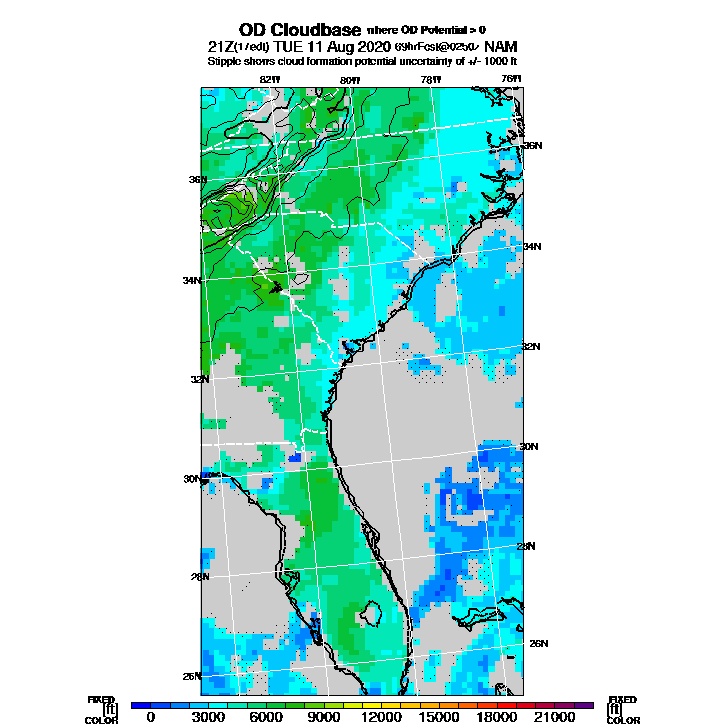 OD Cloudbase where OD Potential > 0
21Z(17edt) TUE 11 Aug 2020 69hrFcst@0250z NAM
Stipple shows cloud formation potential uncertainty of +/- 1000 ft
82W 80W 78W 76W
36N
36N
34N
34N
32N
32N
30N
30N
28N
28N
26N
26N
FIXED FIXED
[ft] [ft]
COLOR 0 3000 6000 9000 12000 15000 18000 21000 COLOR